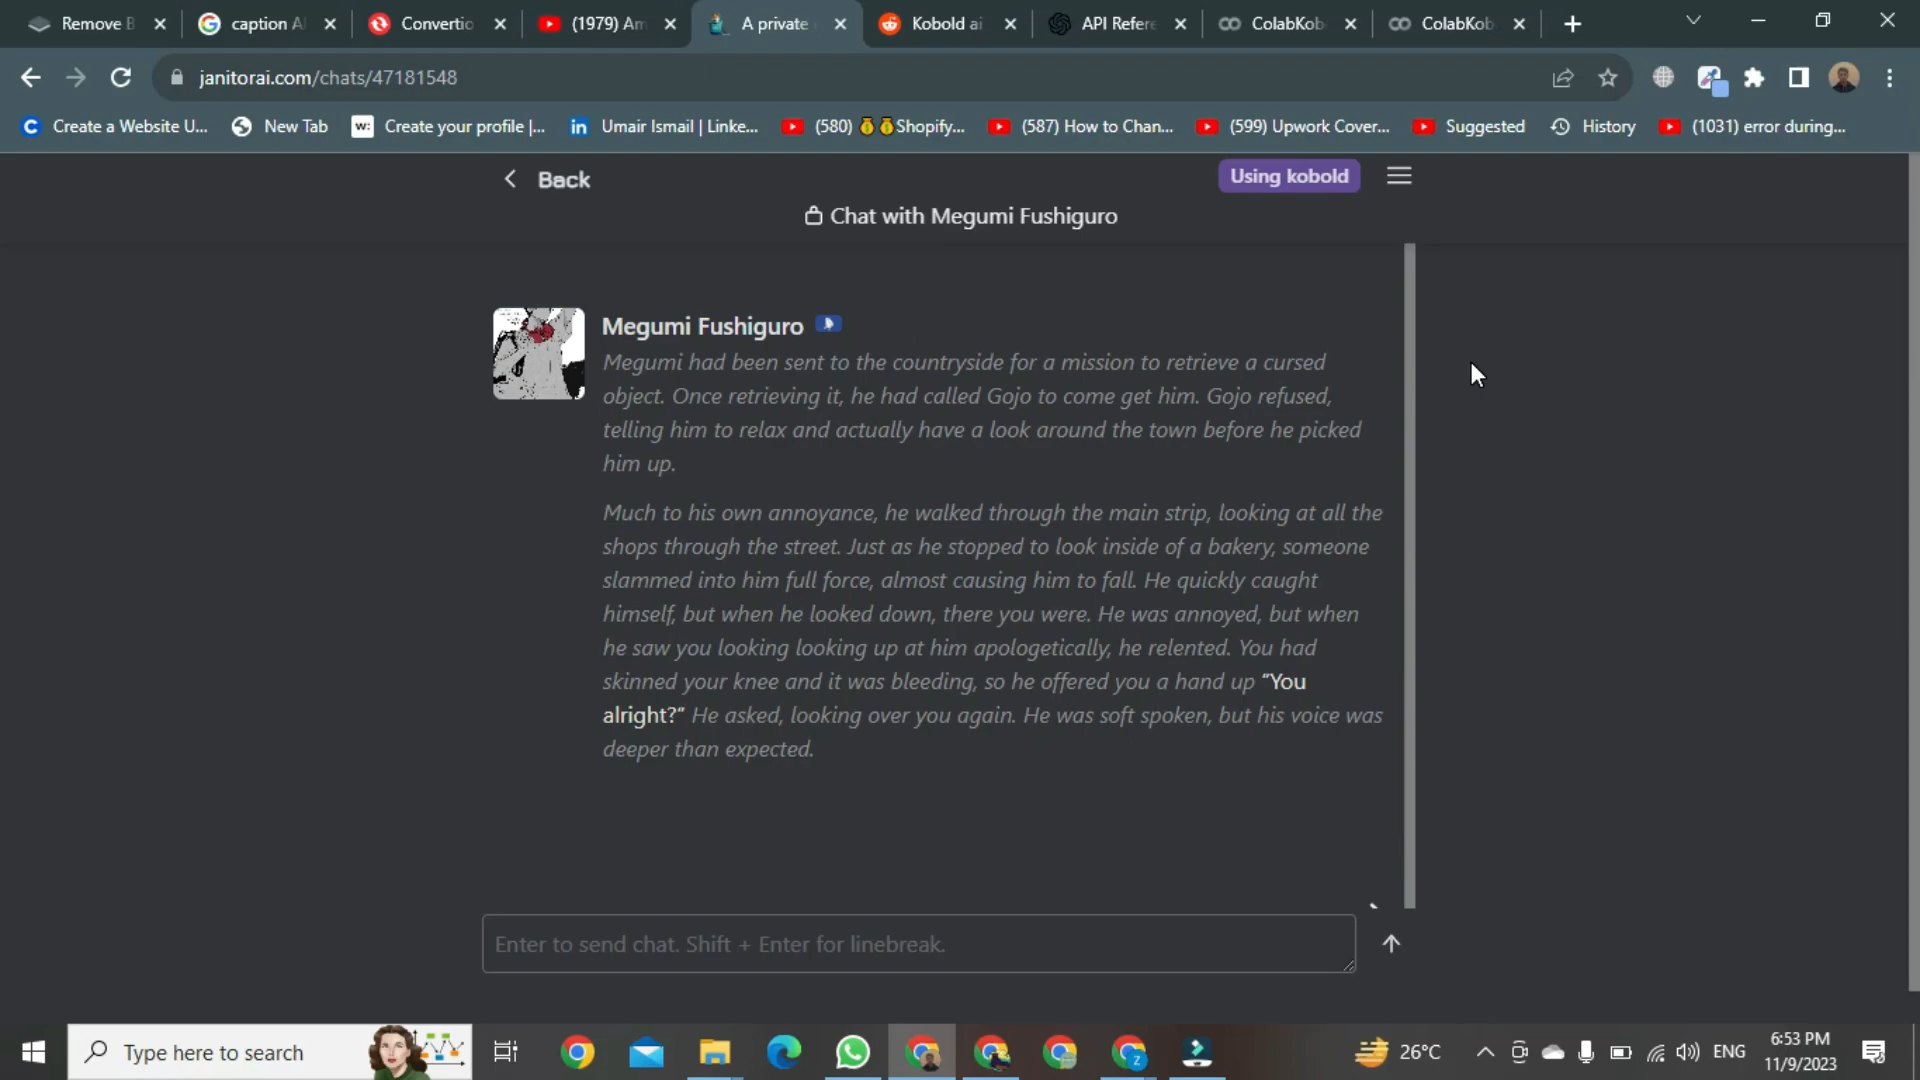 Remove B
caption A
Convertio
(1979) Am
A private
Kobold ai
API Refere
ColabKob
ColabKob
janitorai.com/chats/47181548
Create a Website U...
New Tab
w:
Create your profile |...
in
Umair Ismail | Linke...
(580) 💰💰Shopify...
(587) How to Chan...
(599) Upwork Cover...
Suggested
History
(1031) error during...
Back
Using kobold
Chat with Megumi Fushiguro
Megumi Fushiguro
Megumi had been sent to the countryside for a mission to retrieve a cursed
object. Once retrieving it, he had called Gojo to come get him. Gojo refused,
telling him to relax and actually have a look around the town before he picked
him up.
Much to his own annoyance, he walked through the main strip, looking at all the
shops through the street. Just as he stopped to look inside of a bakery, someone
slammed into him full force, almost causing him to fall. He quickly caught
himself, but when he looked down, there you were. He was annoyed, but when
he saw you looking looking up at him apologetically, he relented. You had
skinned your knee and it was bleeding, so he offered you a hand up “You
alright?” He asked, looking over you again. He was soft spoken, but his voice was
deeper than expected.
Enter to send chat. Shift + Enter for linebreak.
Type here to search
26°C
ENG
6:53 PM
11/9/2023